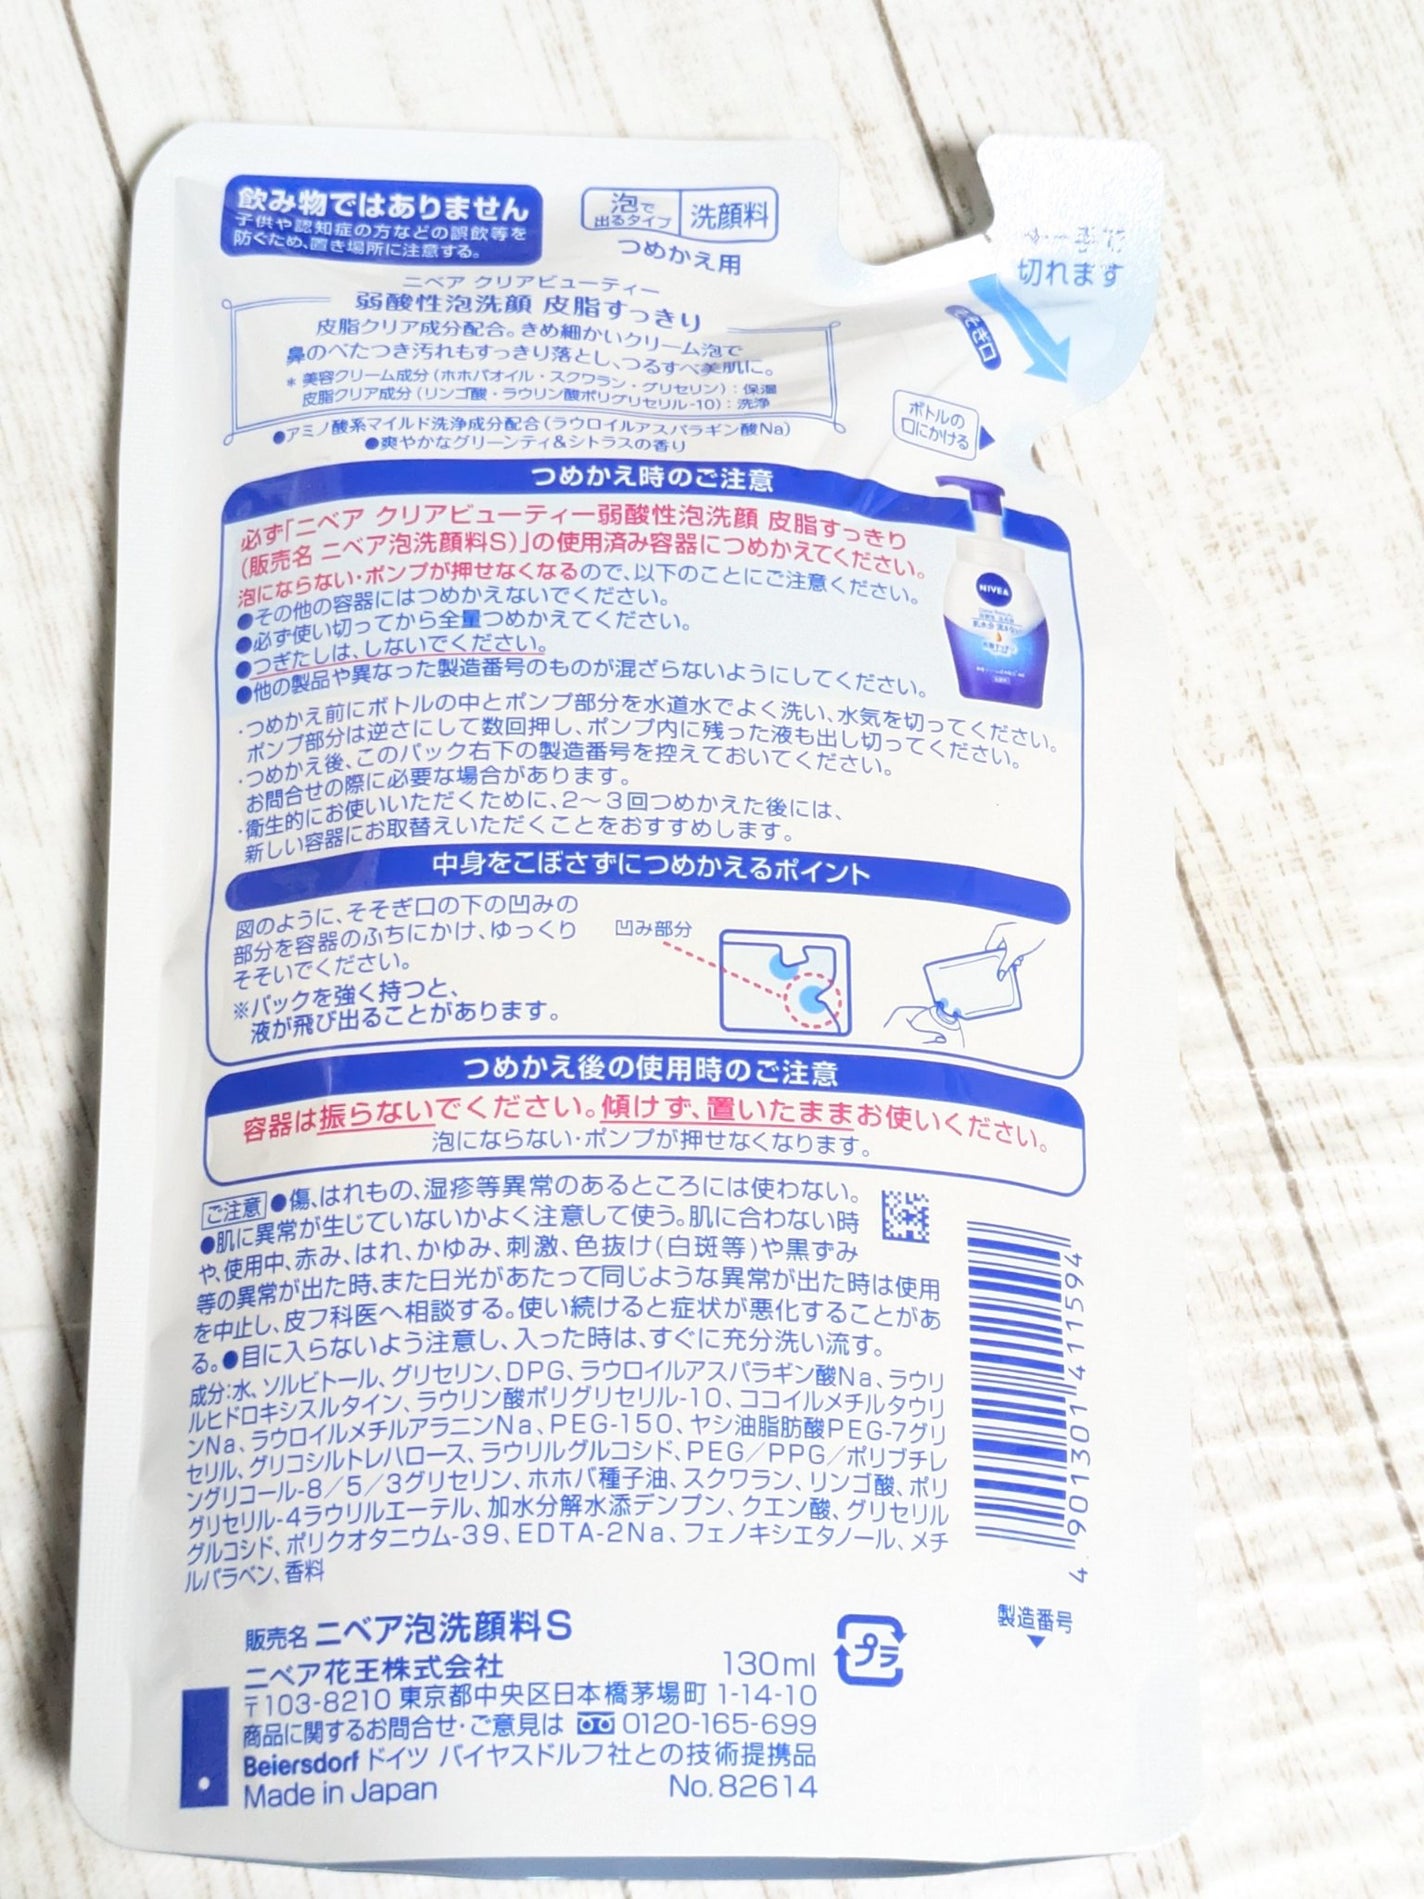 飲み物ではありません
子供や認知症の方などの誤飲等を
防ぐため、置き場所に注意する。
泡で
出るタイプ
洗顔料
つめかえ用
切れます
そそぎ口
ボトルの
口にかける
ニベア クリアビューティー
弱酸性泡洗顔 皮脂すっきり
皮脂クリア成分配合。きめ細かいクリーム泡で
鼻のべたつき汚れもすっきり落とし、つるすべ美肌に。
* 美容クリーム成分(ホホバオイル・スクワラン・グリセリン):保湿
皮脂クリア成分(リンゴ酸・ラウリン酸ポリグリセリル-10):洗浄
●アミノ酸系マイルド洗浄成分配合(ラウロイルアスパラギン酸Na)
●爽やかなグリーンティ&シトラスの香り
つめかえ時のご注意
必ず「ニベア クリアビューティー弱酸性泡洗顔 皮脂すっきり
(販売名 ニベア泡洗顔料S)」の使用済み容器につめかえてください。
泡にならない・ポンプが押せなくなるので、以下のことにご注意ください。
●その他の容器にはつめかえないでください。
●必ず使い切ってから全量つめかえてください。
●つぎたしは、しないでください。
●他の製品や異なった製造番号のものが混ざらないようにしてください。
NIVEA
・つめかえ前にボトルの中とポンプ部分を水道水でよく洗い、水気を切ってください。
ポンプ部分は逆さにして数回押し、ポンプ内に残った液も出し切ってください。
・つめかえ後、このパック右下の製造番号を控えておいてください。
お問合せの際に必要な場合があります。
・衛生的にお使いいただくために、2〜3回つめかえた後には、
新しい容器にお取替えいただくことをおすすめします。
中身をこぼさずにつめかえるポイント
図のように、そそぎ口の下の凹みの
部分を容器のふちにかけ、ゆっくり
そそいでください。
※パックを強く持つと、
液が飛び出ることがあります。
凹み部分
つめかえ後の使用時のご注意
容器は振らないでください。傾けず、置いたままお使いください。
泡にならない・ポンプが押せなくなります。
ご注意 ●傷、はれもの、湿疹等異常のあるところには使わない。
●肌に異常が生じていないかよく注意して使う。肌に合わない時
や、使用中、赤み、はれ、かゆみ、刺激、色抜け(白斑等)や黒ずみ
等の異常が出た時、また日光があたって同じような異常が出た時は使用
を中止し、皮フ科医へ相談する。使い続けると症状が悪化することがあ
る。●目に入らないよう注意し、入った時は、すぐに充分洗い流す。
成分:水、ソルビトール、グリセリン、DPG、ラウロイルアスパラギン酸Na、ラウリ
ルヒドロキシスルタイン、ラウリン酸ポリグリセリル-10、ココイルメチルタウリ
ンNa、ラウロイルメチルアラニンNa、PEG-150、ヤシ油脂肪酸PEG-7グリ
セリル、グリコシルトレハロース、ラウリルグルコシド、PEG/PPG/ポリブチレ
ングリコール-8/5/3グリセリン、ホホバ種子油、スクワラン、リンゴ酸、ポリ
グリセリル-4ラウリルエーテル、加水分解水添デンプン、クエン酸、グリセリル
グルコシド、ポリクオタニウム-39、EDTA-2Na、フェノキシエタノール、メチ
ルパラベン、香料
4 901301 411594
製造番号
販売名 ニベア泡洗顔料S
ニベア花王株式会社 130ml
プラ
〒103-8210 東京都中央区日本橋茅場町 1-14-10
商品に関するお問合せ・ご意見は 0120-165-699
Beiersdorf ドイツ バイヤスドルフ社との技術提携品
Made in Japan No.82614